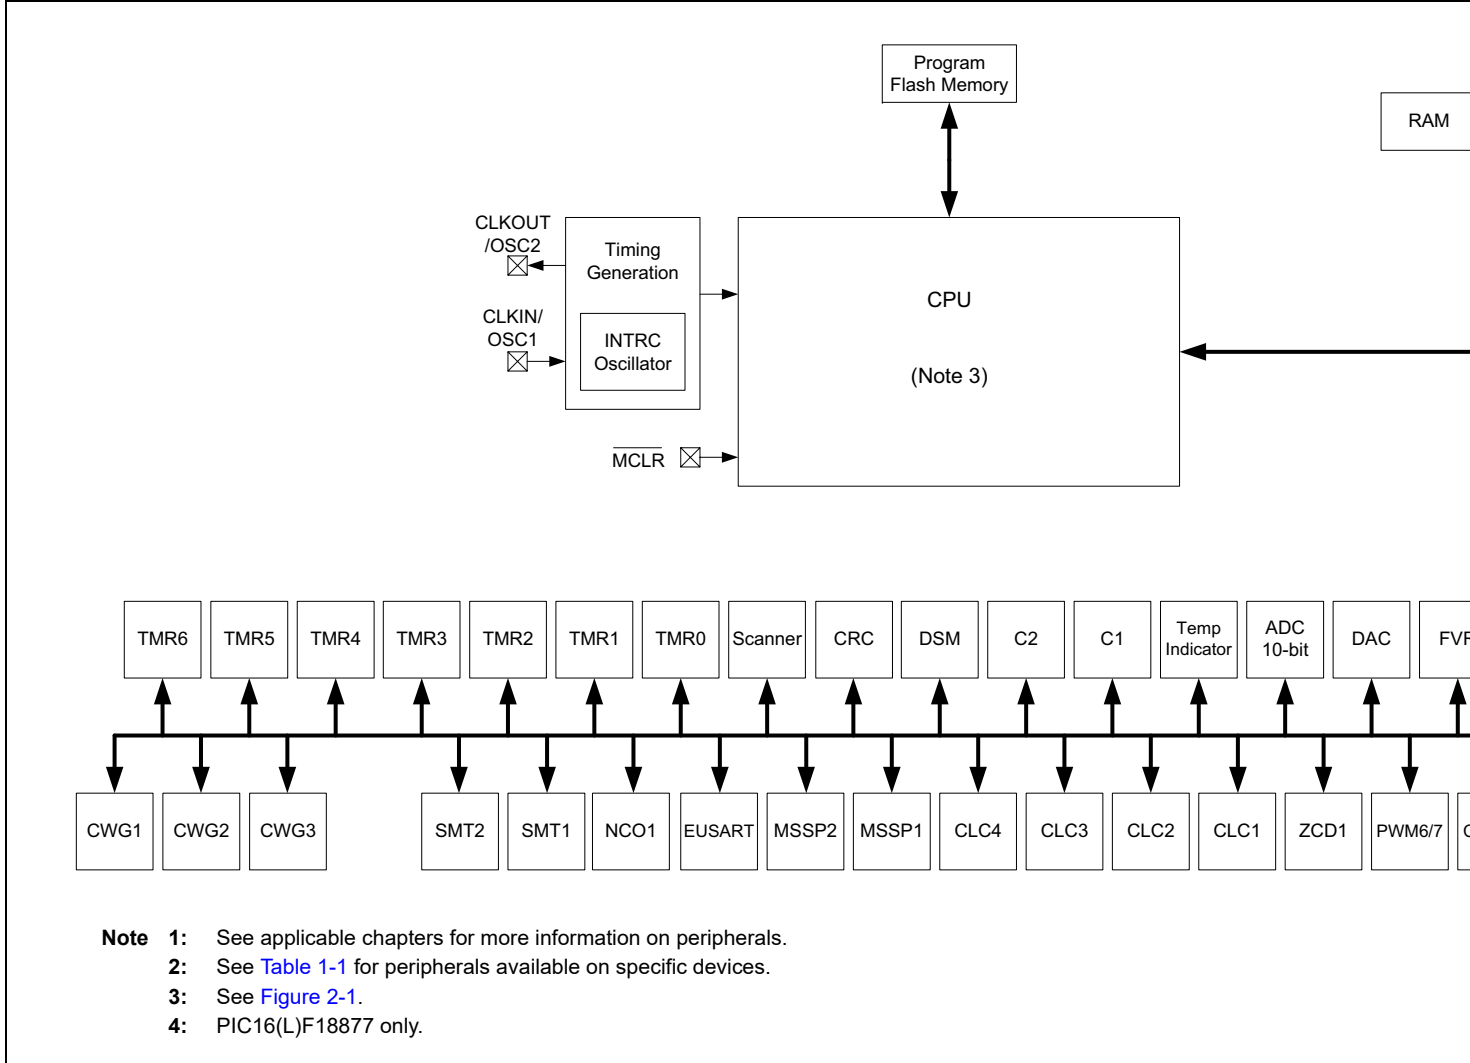 Program
Flash Memory
RAM
CLKOUT
/OSC2
Timing
Generation
CLKIN/
OSC1
INTRC
Oscillator
CPU
(Note 3)
MCLR
TMR6 TMR5 TMR4 TMR3 TMR2 TMR1 TMR0 Scanner CRC DSM C2 C1 Temp Indicator ADC 10-bit DAC
CWG1 CWG2 CWG3 SMT2 SMT1 NCO1 EUSART MSSP2 MSSP1 CLC4 CLC3 CLC2 CLC1 ZCD1 PWM6/7
Note 1: See applicable chapters for more information on peripherals.
2: See Table 1-1 for peripherals available on specific devices.
3: See Figure 2-1.
4: PIC16(L)F18877 only.